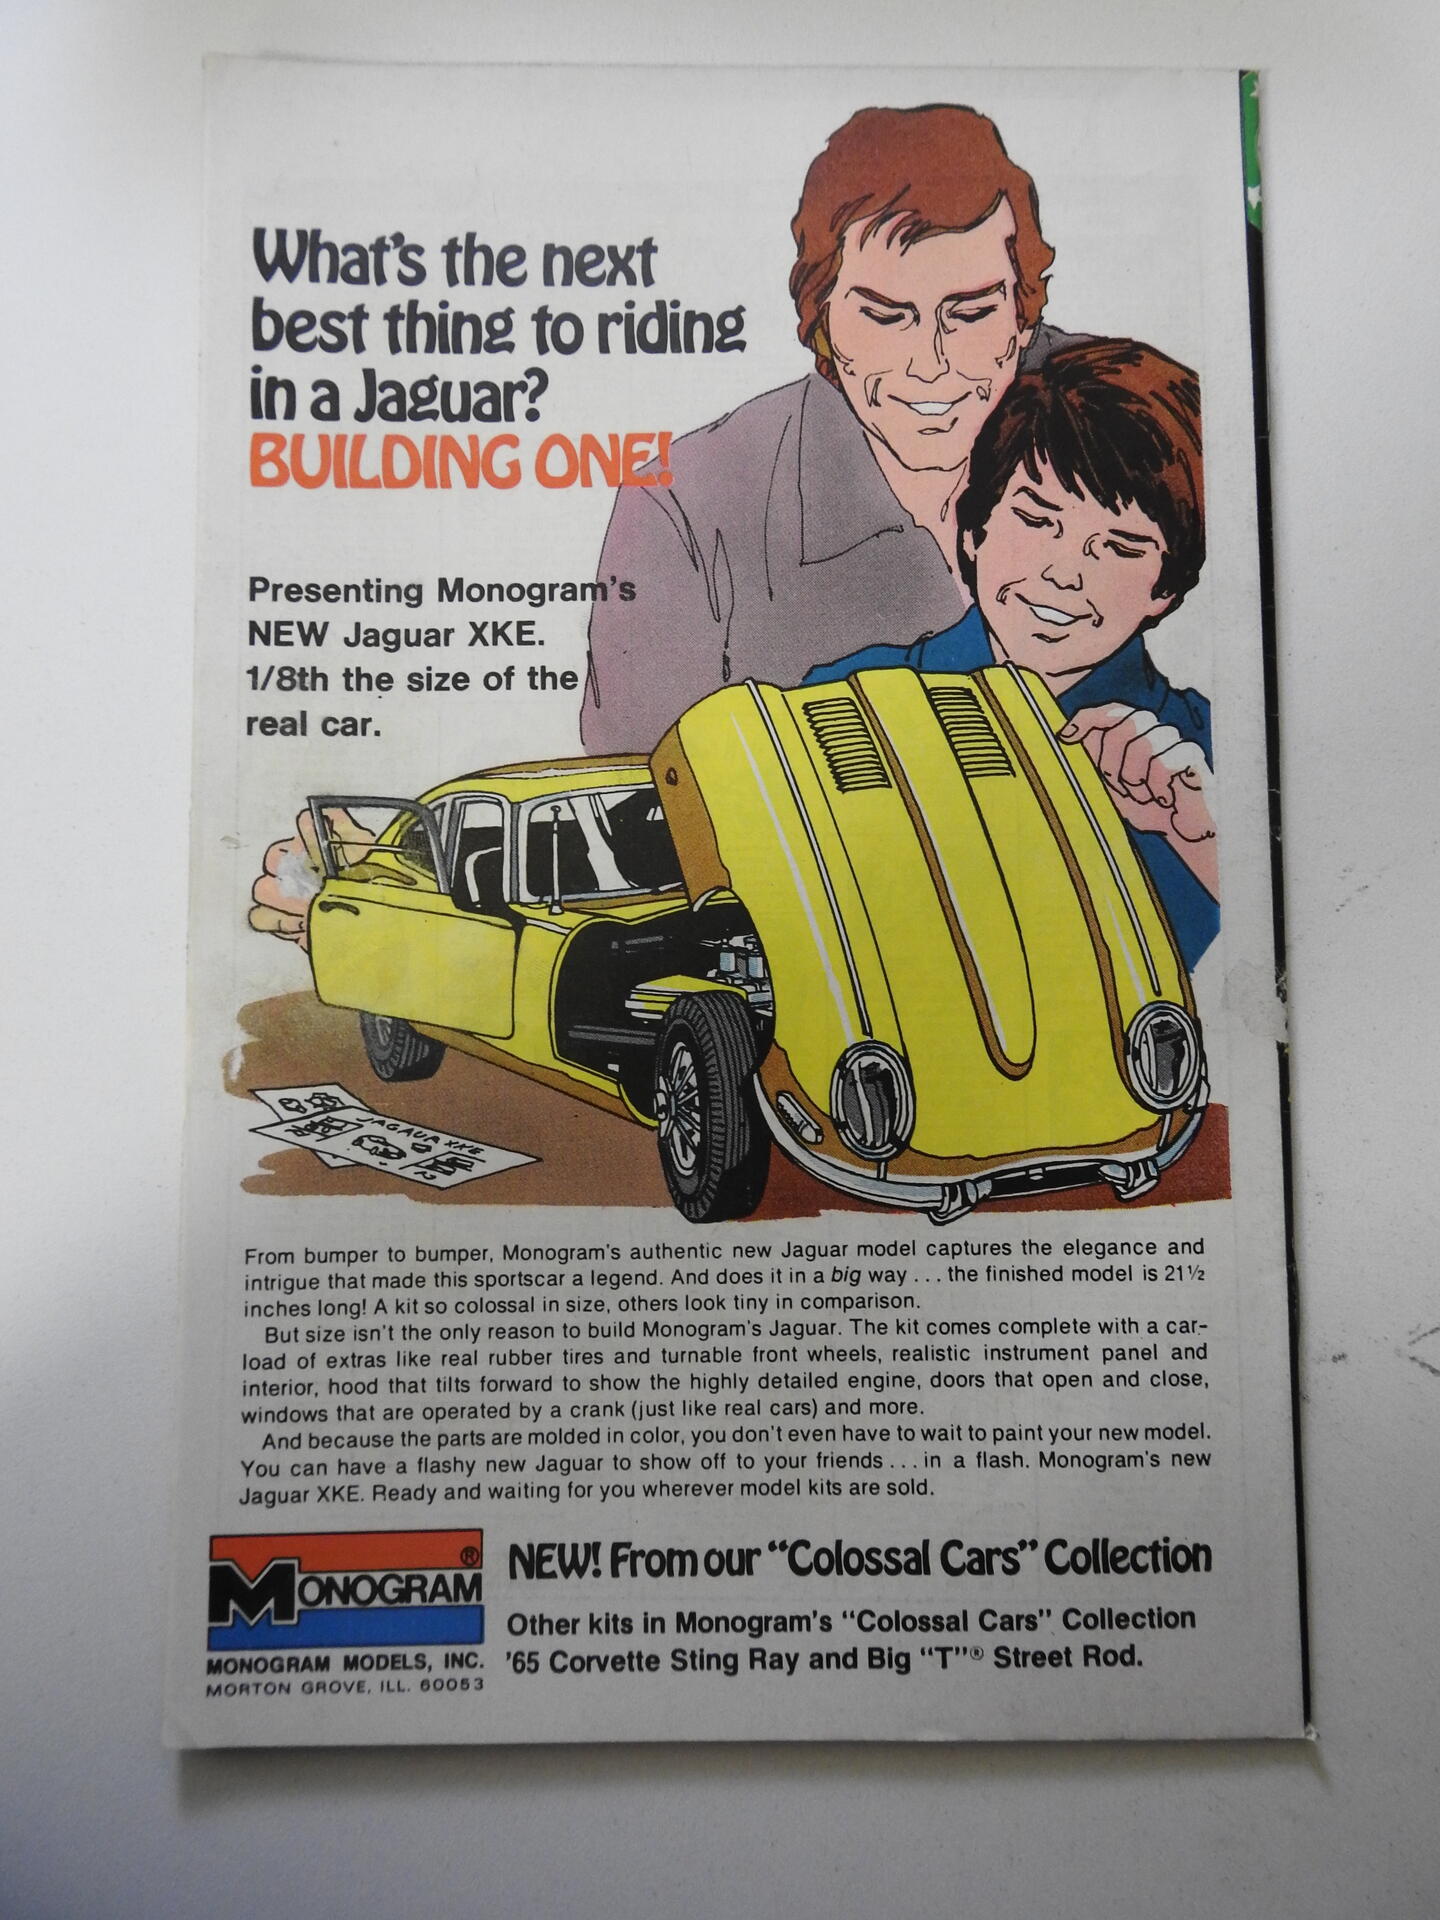 What's the next
best thing to riding
in a Jaguar?
BUILDING ONE!
Presenting Monogram's
NEW Jaguar XKE.
1/8th the size of the
real car.
JAGAUR XKE
From bumper to bumper, Monogram's authentic new Jaguar model captures the elegance and
intrigue that made this sportscar a legend. And does it in a big way . . . the finished model is 21½
inches long! A kit so colossal in size, others look tiny in comparison.
But size isn't the only reason to build Monogram's Jaguar. The kit comes complete with a car-
load of extras like real rubber tires and turnable front wheels, realistic instrument panel and
interior, hood that tilts forward to show the highly detailed engine, doors that open and close,
windows that are operated by a crank (just like real cars) and more.
And because the parts are molded in color, you don't even have to wait to paint your new model.
You can have a flashy new Jaguar to show off to your friends . . . in a flash. Monogram's new
Jaguar XKE. Ready and waiting for you wherever model kits are sold.
MONOGRAM ®
MONOGRAM MODELS, INC.
MORTON GROVE, ILL. 60053
NEW! From our “Colossal Cars” Collection
Other kits in Monogram's “Colossal Cars” Collection
'65 Corvette Sting Ray and Big “T”® Street Rod.